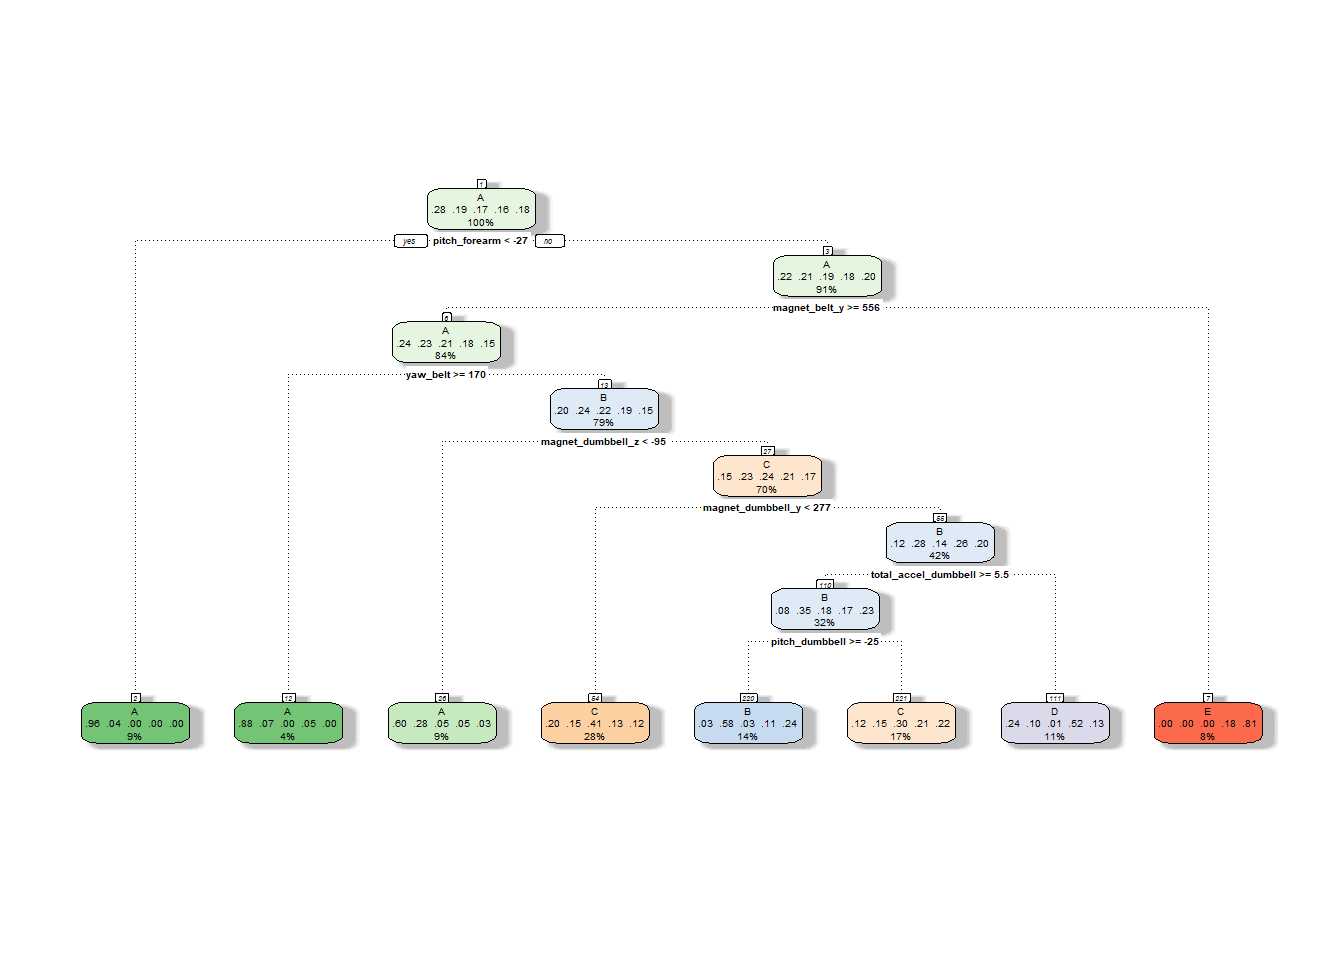 1
A
.28 .19 .17 .16 .18
100%
yes pitch_forearm < -27 no
3
A
.22 .21 .19 .18 .20
91%
magnet_belt_y >= 556
6
A
.24 .23 .21 .18 .15
84%
yaw_belt >= 170
13
B
.20 .24 .22 .19 .15
79%
magnet_dumbbell_z < -95
27
C
.15 .23 .24 .21 .17
70%
magnet_dumbbell_y < 277
55
B
.12 .28 .14 .26 .20
42%
total_accel_dumbbell >= 5.5
110
B
.08 .35 .18 .17 .23
32%
pitch_dumbbell >= -25
2
A
.96 .04 .00 .00 .00
9%
12
A
.88 .07 .00 .05 .00
4%
26
A
.60 .28 .05 .05 .03
9%
54
C
.20 .15 .41 .13 .12
28%
220
B
.03 .58 .03 .11 .24
14%
221
C
.12 .15 .30 .21 .22
17%
111
D
.24 .10 .01 .52 .13
11%
7
E
.00 .00 .00 .18 .81
8%